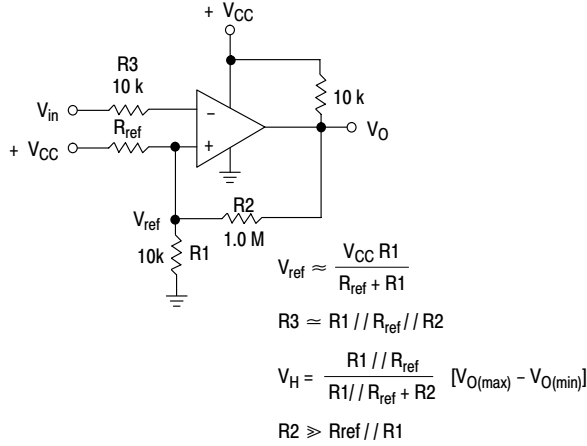 + VCC
R3
10 k
10 k
Vin
−
Rref
VO
+ VCC
+
R2
Vref
1.0 M
10k R1
Vref ≈ VCC R1 / Rref + R1
R3 ≃ R1 // Rref // R2
VH = R1 // Rref / R1// Rref + R2 [VO(max) − VO(min)]
R2 ≫ Rref // R1